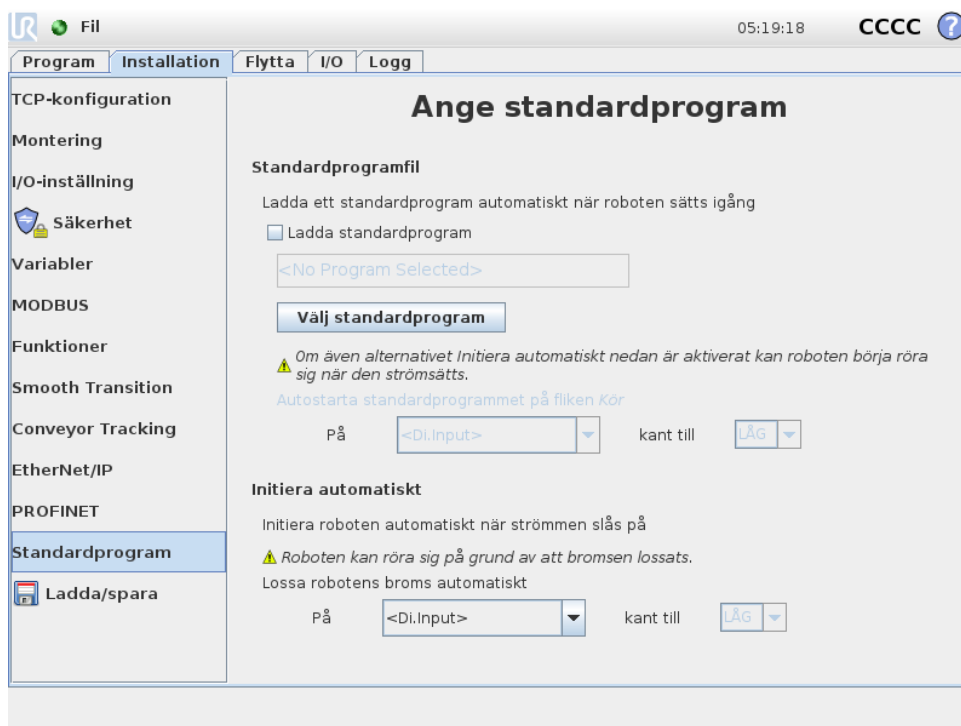 UR Fil 05:19:18 CCCC ?
Program Installation Flytta I/O Logg
TCP-konfiguration
Montering
I/O-inställning
Säkerhet
Variabler
MODBUS
Funktioner
Smooth Transition
Conveyor Tracking
EtherNet/IP
PROFINET
Standardprogram
Ladda/spara
Ange standardprogram
Standardprogramfil
Ladda ett standardprogram automatiskt när roboten sätts igång
Ladda standardprogram
<No Program Selected>
Välj standardprogram
Om även alternativet Initiera automatiskt nedan är aktiverat kan roboten börja röra
sig när den strömsätts.
Autostarta standardprogrammet på fliken Kör
På <Di.Input> kant till LÅG
Initiera automatiskt
Initiera roboten automatiskt när strömmen slås på
Roboten kan röra sig på grund av att bromsen lossats.
Lossa robotens broms automatiskt
På <Di.Input> kant till LÅG